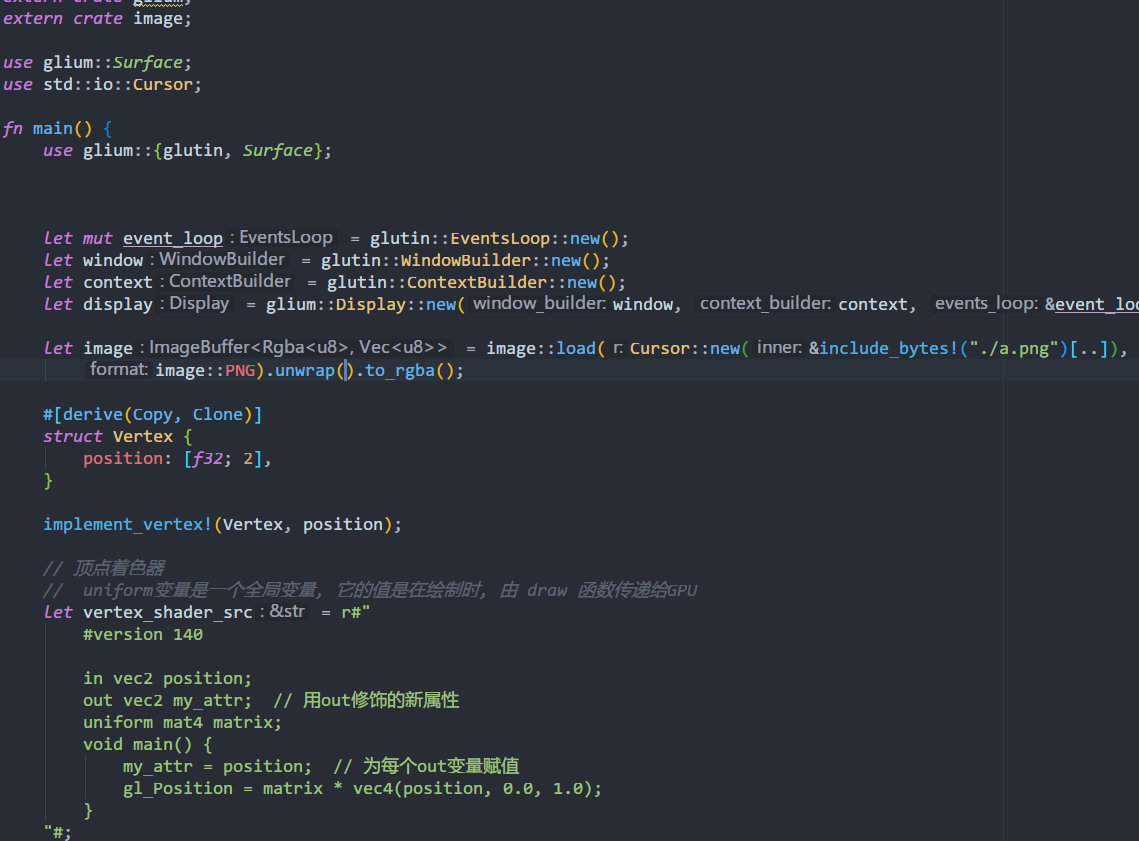 extern crate glium;
extern crate image;
use glium::Surface;
use std::io::Cursor;
fn main() {
use glium::{glutin, Surface};
let mut event_loop: EventsLoop = glutin::EventsLoop::new();
let window: WindowBuilder = glutin::WindowBuilder::new();
let context: ContextBuilder = glutin::ContextBuilder::new();
let display: Display = glium::Display::new( window_builder: window, context_builder: context, events_loop: &event_loo
let image: ImageBuffer<Rgba<u8>, Vec<u8>> = image::load( r: Cursor::new( inner: &include_bytes!("./a.png")[..]),
format: image::PNG).unwrap().to_rgba();
#[derive(Copy, Clone)]
struct Vertex {
position: [f32; 2],
}
implement_vertex!(Vertex, position);
// 顶点着色器
// uniform变量是一个全局变量, 它的值是在绘制时, 由 draw 函数传递给GPU
let vertex_shader_src: &str = r#"
#version 140
in vec2 position;
out vec2 my_attr; // 用out修饰的新属性
uniform mat4 matrix;
void main() {
my_attr = position; // 为每个out变量赋值
gl_Position = matrix * vec4(position, 0.0, 1.0);
}
"#;